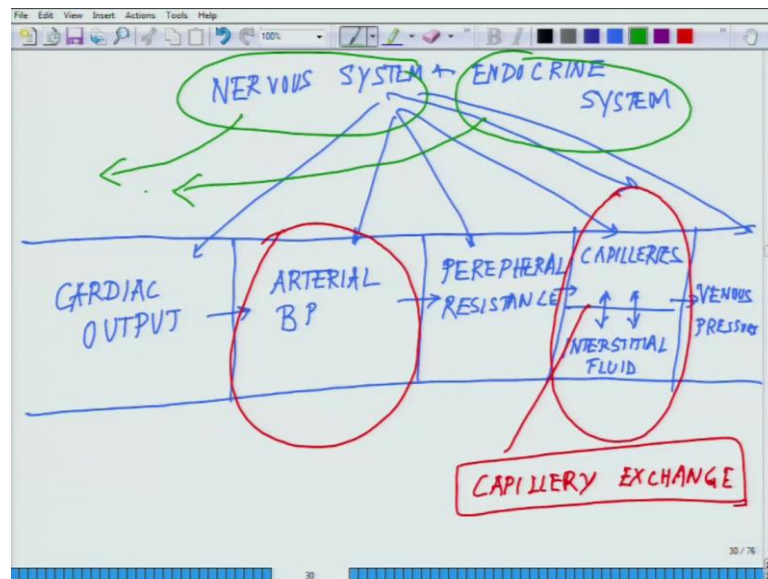 File Edit View Insert Actions Tools Help
100%
NERVOUS SYSTEM + ENDOCRINE
SYSTEM
CARDIAC
OUTPUT
ARTERIAL
BP
PEREPHERAL
RESISTANCE
CAPILLERIES
INTERSTITIAL
FLUID
VENOUS
PRESSURE
CAPILLERY EXCHANGE
30 / 76
30